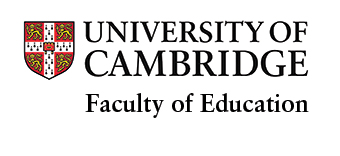 UNIVERSITY OF
CAMBRIDGE
Faculty of Education